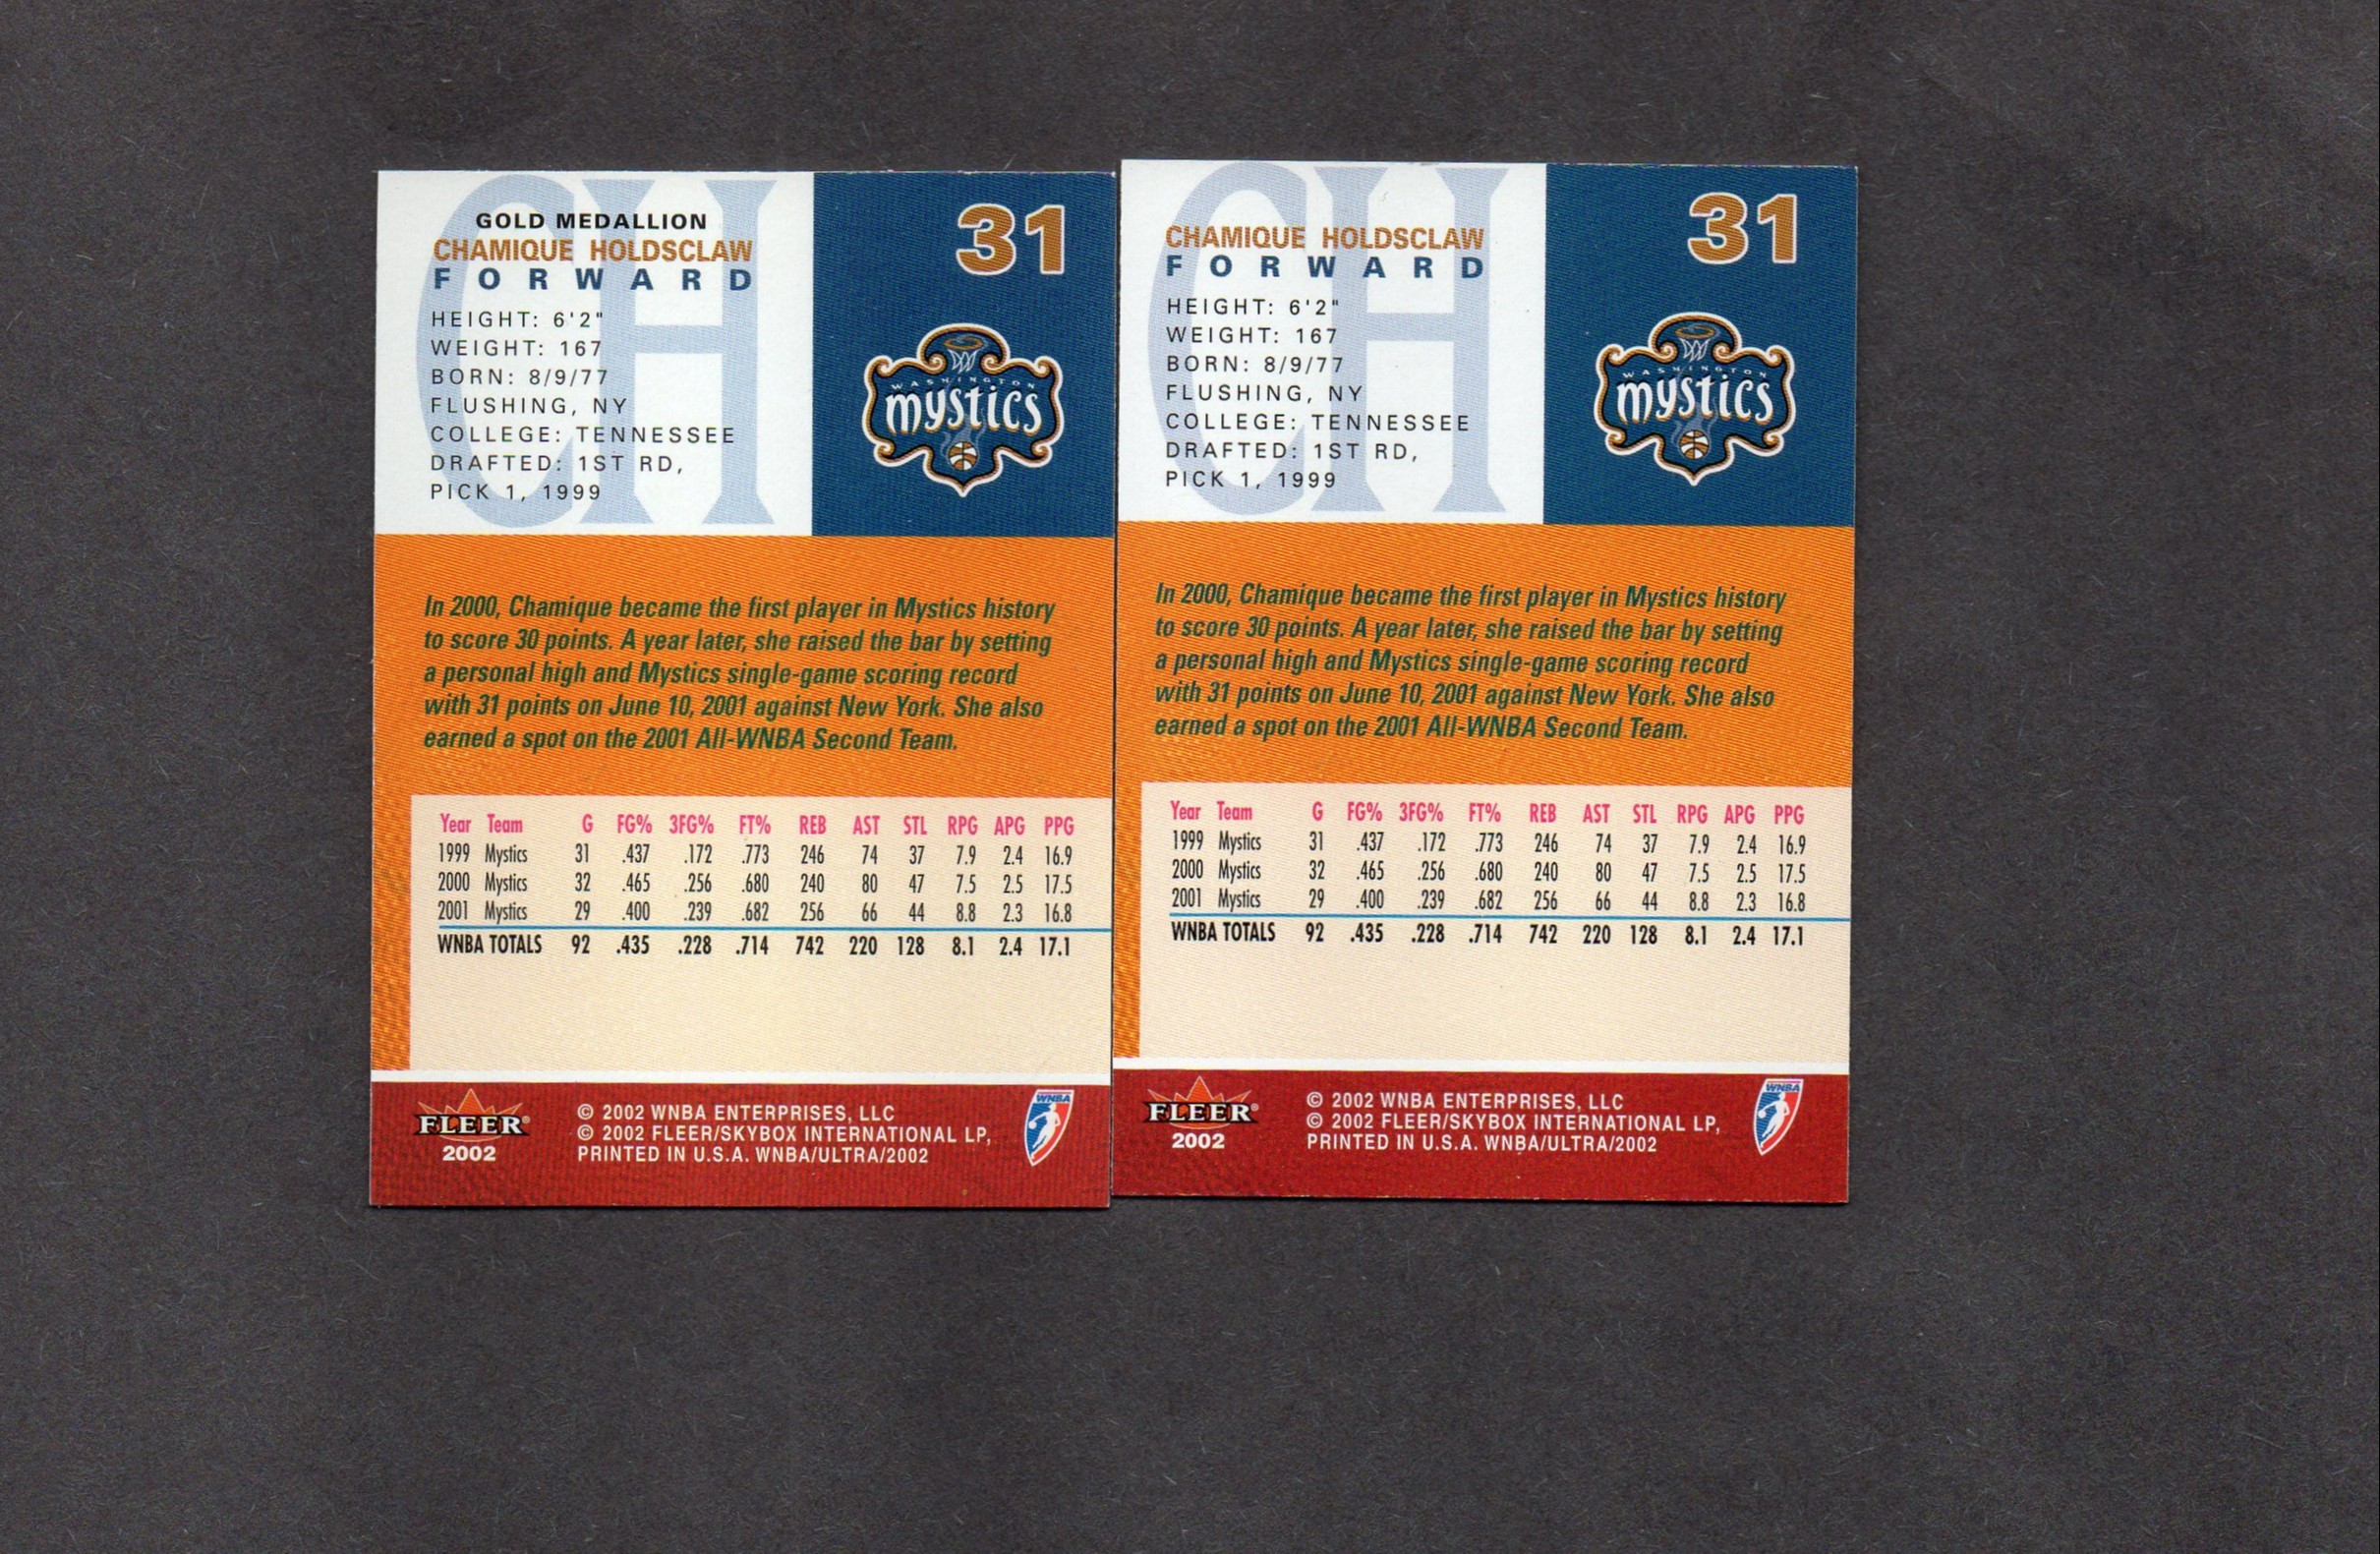 GOLD MEDALLION
CHAMIQUE HOLDSCLAW
FORWARD
HEIGHT: 6'2"
WEIGHT: 167
BORN: 8/9/77
FLUSHING, NY
COLLEGE: TENNESSEE
DRAFTED: 1ST RD,
PICK 1, 1999
CH
31
WASHINGTON
mystics
In 2000, Chamique became the first player in Mystics history
to score 30 points. A year later, she raised the bar by setting
a personal high and Mystics single-game scoring record
with 31 points on June 10, 2001 against New York. She also
earned a spot on the 2001 All-WNBA Second Team.
Year Team G FG% 3FG% FT% REB AST STL RPG APG PPG
1999 Mystics 31 .437 .172 .773 246 74 37 7.9 2.4 16.9
2000 Mystics 32 .465 .256 .680 240 80 47 7.5 2.5 17.5
2001 Mystics 29 .400 .239 .682 256 66 44 8.8 2.3 16.8
WNBA TOTALS 92 .435 .228 .714 742 220 128 8.1 2.4 17.1
FLEER®
2002
© 2002 WNBA ENTERPRISES, LLC
© 2002 FLEER/SKYBOX INTERNATIONAL LP,
PRINTED IN U.S.A. WNBA/ULTRA/2002
WNBA
CHAMIQUE HOLDSCLAW
FORWARD
HEIGHT: 6'2"
WEIGHT: 167
BORN: 8/9/77
FLUSHING, NY
COLLEGE: TENNESSEE
DRAFTED: 1ST RD,
PICK 1, 1999
CH
31
WASHINGTON
mystics
In 2000, Chamique became the first player in Mystics history
to score 30 points. A year later, she raised the bar by setting
a personal high and Mystics single-game scoring record
with 31 points on June 10, 2001 against New York. She also
earned a spot on the 2001 All-WNBA Second Team.
Year Team G FG% 3FG% FT% REB AST STL RPG APG PPG
1999 Mystics 31 .437 .172 .773 246 74 37 7.9 2.4 16.9
2000 Mystics 32 .465 .256 .680 240 80 47 7.5 2.5 17.5
2001 Mystics 29 .400 .239 .682 256 66 44 8.8 2.3 16.8
WNBA TOTALS 92 .435 .228 .714 742 220 128 8.1 2.4 17.1
FLEER®
2002
© 2002 WNBA ENTERPRISES, LLC
© 2002 FLEER/SKYBOX INTERNATIONAL LP,
PRINTED IN U.S.A. WNBA/ULTRA/2002
WNBA